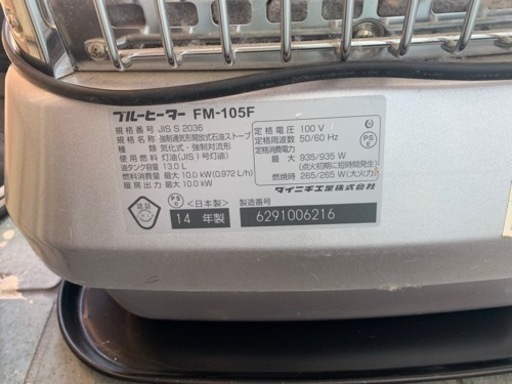 ブルーヒーター FM-105F
規格番号 JIS S 2036
規格名称 強制通気形開放式石油ストーブ
種 類 気化式・強制対流形
使用燃料 灯油(JIS1号灯油)
油タンク容量 13.0L
燃料消費量 最大 10.0 kW (0.972 L/h)
暖房出力 最大 10.0 kW
定格電圧 100 V
定格周波数 50/60 Hz
定格消費電力
最大 935/935 W
(点火初期に短時間発生)
燃焼時 265/265 W (大火力)
PS
E
ダイニチ工業株式会社
認証
PS
C
<日本製>
14 年製
製造番号
6291006216